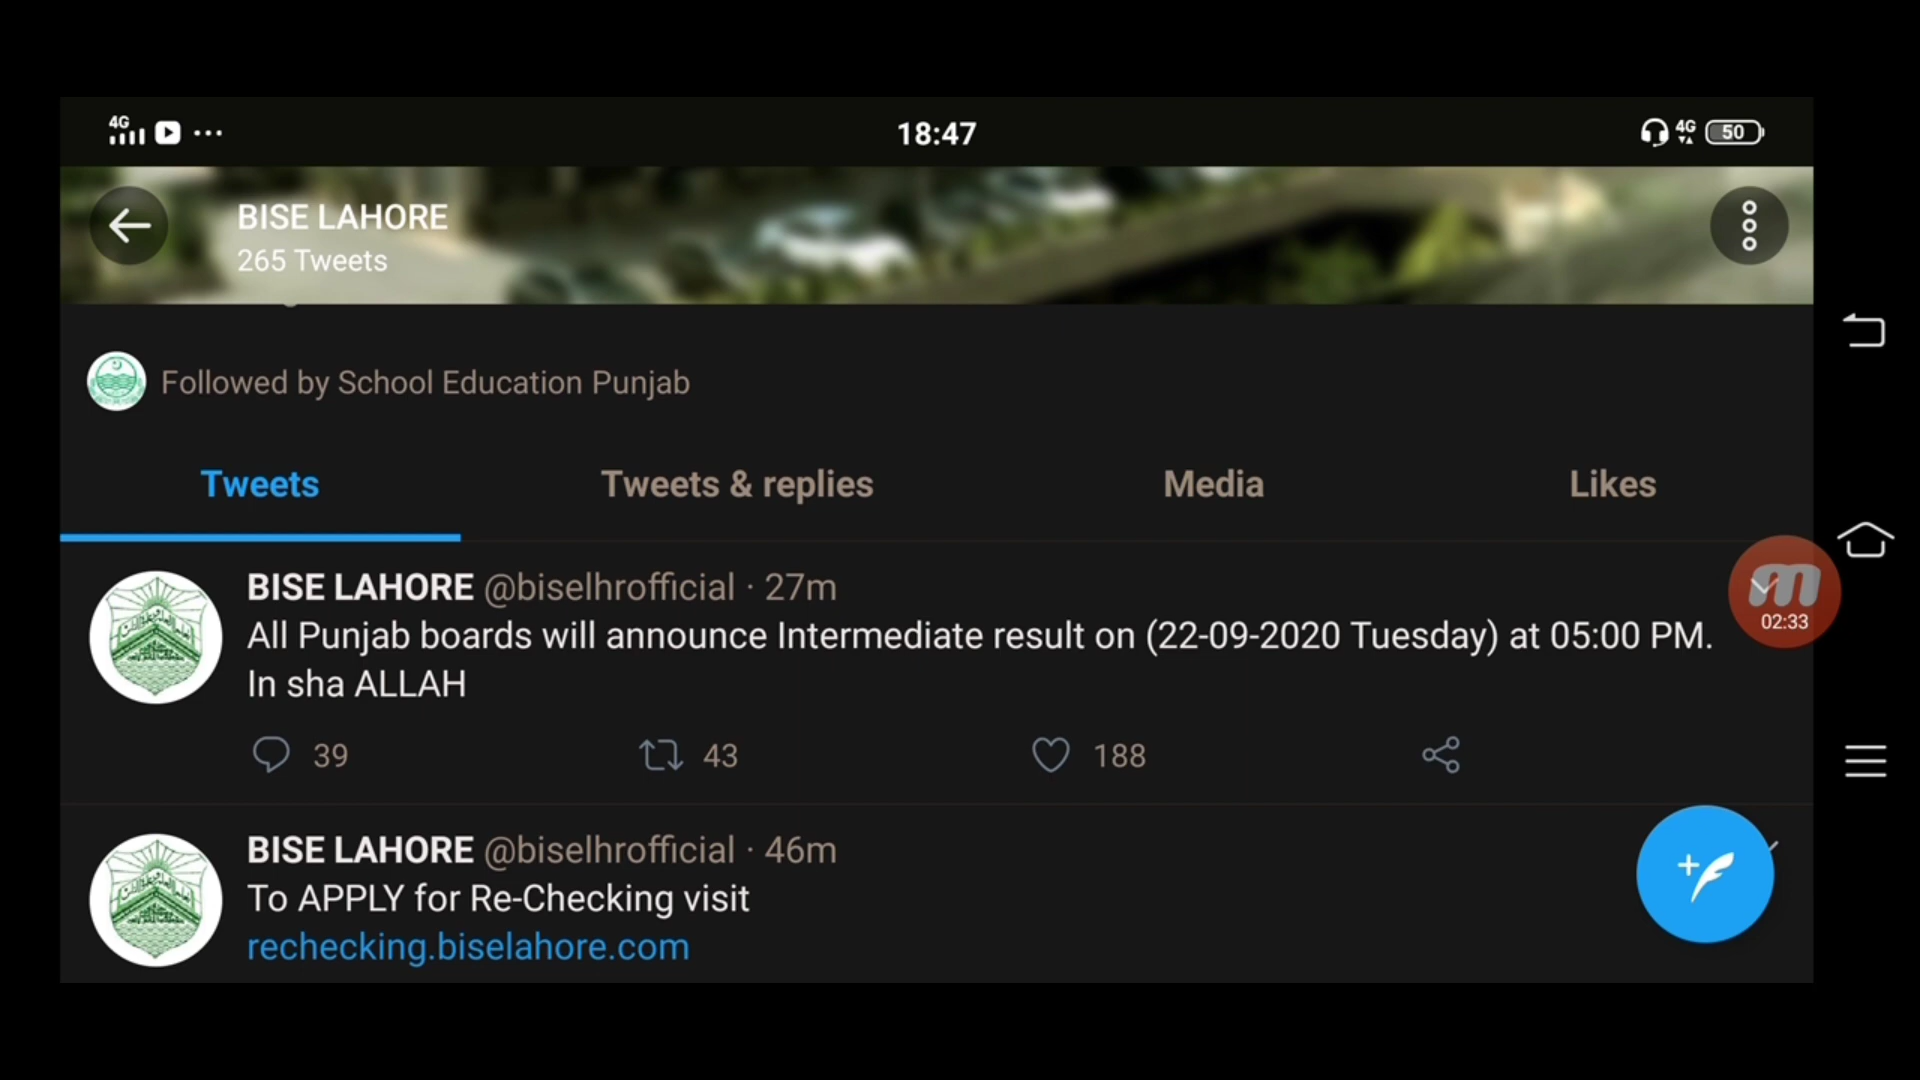 4G
18:47
4G
50
BISE LAHORE
265 Tweets
Followed by School Education Punjab
Tweets
Tweets & replies
Media
Likes
BISE LAHORE @biselhrofficial · 27m
All Punjab boards will announce Intermediate result on (22-09-2020 Tuesday) at 05:00 PM.
In sha ALLAH
02:33
39
43
188
BISE LAHORE @biselhrofficial · 46m
To APPLY for Re-Checking visit
rechecking.biselahore.com